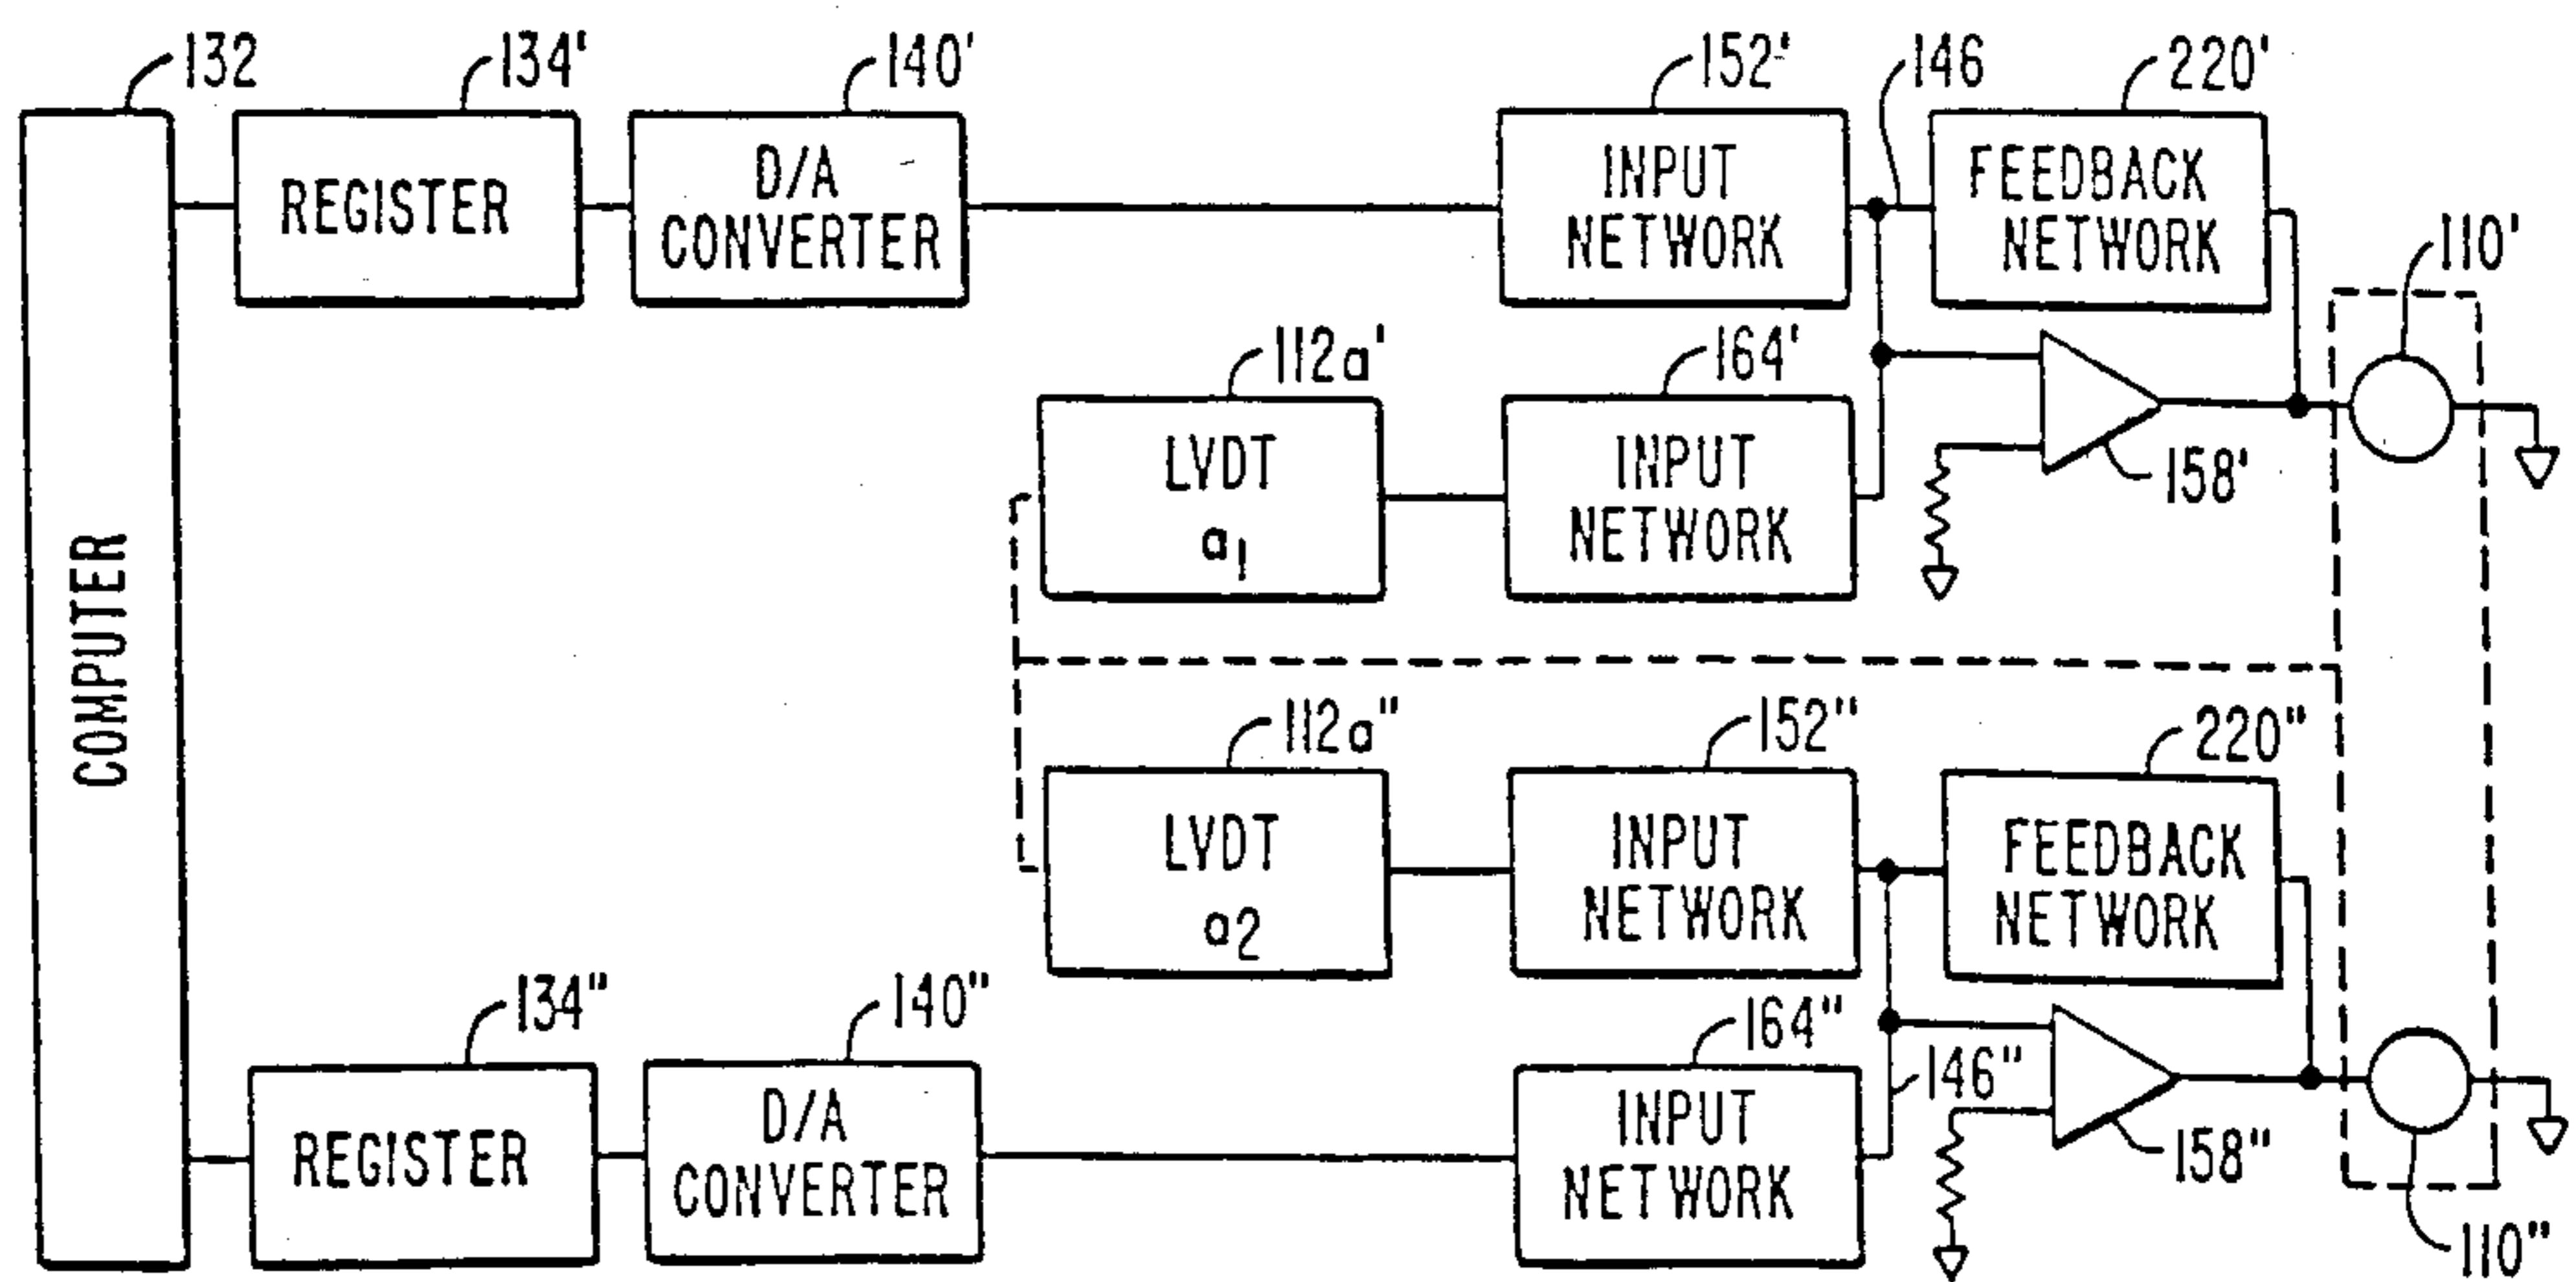 132
134'
140'
152'
146
220'
REGISTER
D/A
CONVERTER
INPUT
NETWORK
FEEDBACK
NETWORK
110'
112a'
164'
LVDT
a1
INPUT
NETWORK
158'
COMPUTER
112a"
152"
220"
LVDT
a2
INPUT
NETWORK
FEEDBACK
NETWORK
134"
140"
164"
146"
REGISTER
D/A
CONVERTER
INPUT
NETWORK
158"
110"